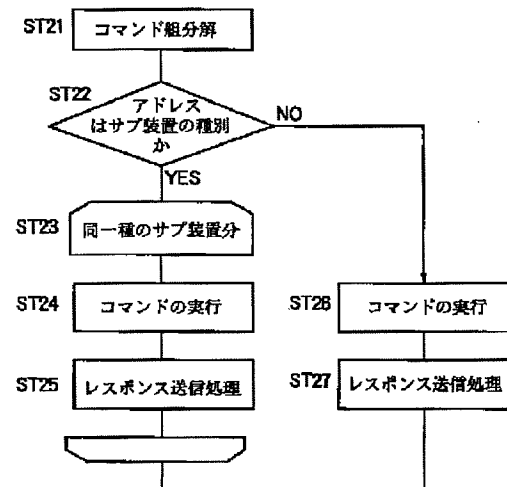 ST21
コマンド組分解
ST22
アドレス
はサブ装置の種別
か
NO
YES
ST23
同一種のサブ装置分
ST24
コマンドの実行
ST26
コマンドの実行
ST25
レスポンス送信処理
ST27
レスポンス送信処理